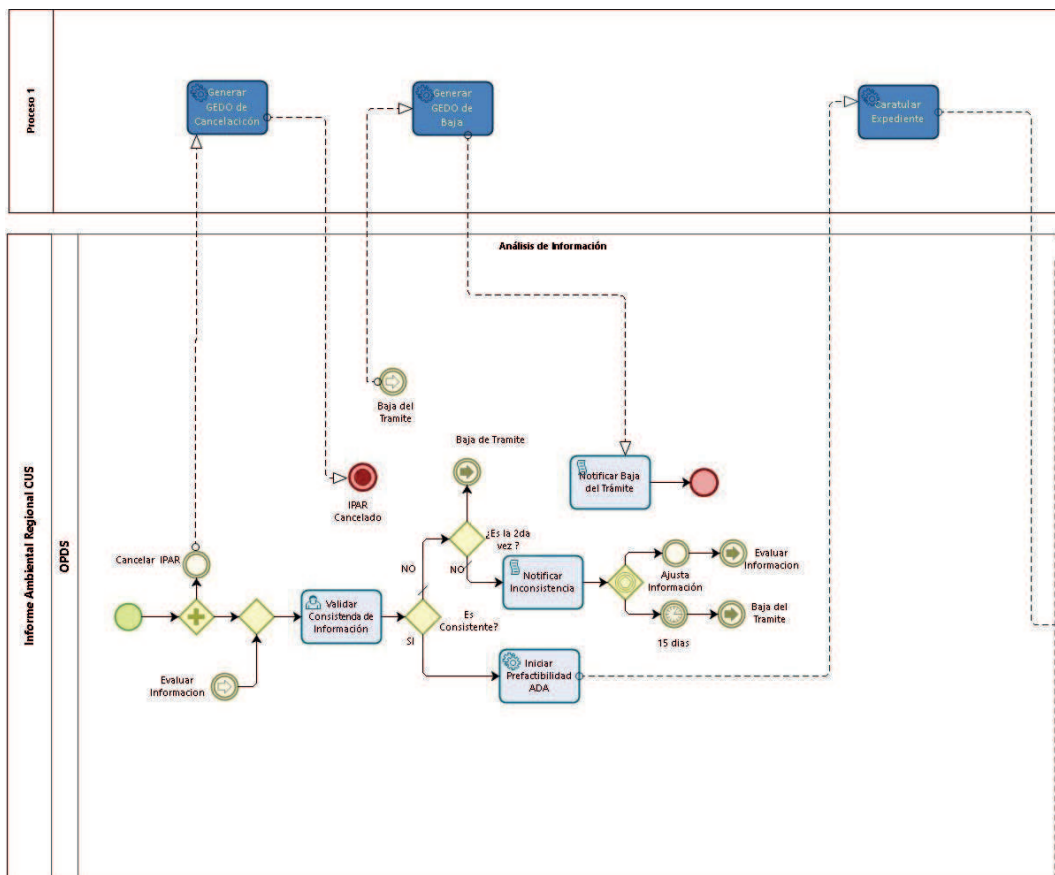 Proceso 1
Generar
GEDO de
Cancelacicón
Generar
GEDO de
Baja
Caratular
Expediente
Informe Ambiental Regional CUS
OPDS
Análisis de Información
Baja del
Tramite
Baja de Tramite
IPAR
Cancelado
Notificar Baja
del Trámite
Cancelar IPAR
¿Es la 2da
vez ?
NO
NO
Notificar
Inconsistencia
Ajusta
Información
Evaluar
Informacion
Validar
Consistencia de
Información
Es
Consistente?
SI
15 dias
Baja del
Tramite
Evaluar
Informacion
Iniciar
Prefactibilidad
ADA